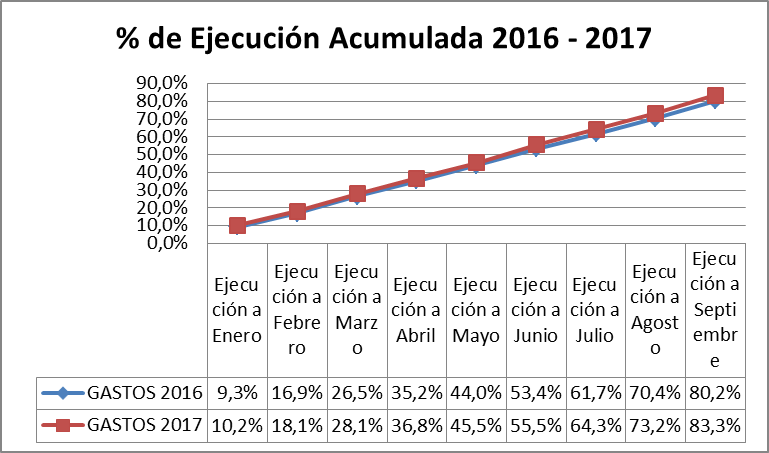 % de Ejecución Acumulada 2016 - 2017
90,0%
80,0%
70,0%
60,0%
50,0%
40,0%
30,0%
20,0%
10,0%
0,0%
Ejecu
ción a
Enero
Ejecu
ción a
Febre
ro
Ejecu
ción a
Marz
o
Ejecu
ción a
Abril
Ejecu
ción a
Mayo
Ejecu
ción a
Junio
Ejecu
ción a
Julio
Ejecu
ción a
Agost
o
Ejecu
ción a
Septi
embr
e
GASTOS 2016 9,3% 16,9% 26,5% 35,2% 44,0% 53,4% 61,7% 70,4% 80,2%
GASTOS 2017 10,2% 18,1% 28,1% 36,8% 45,5% 55,5% 64,3% 73,2% 83,3%